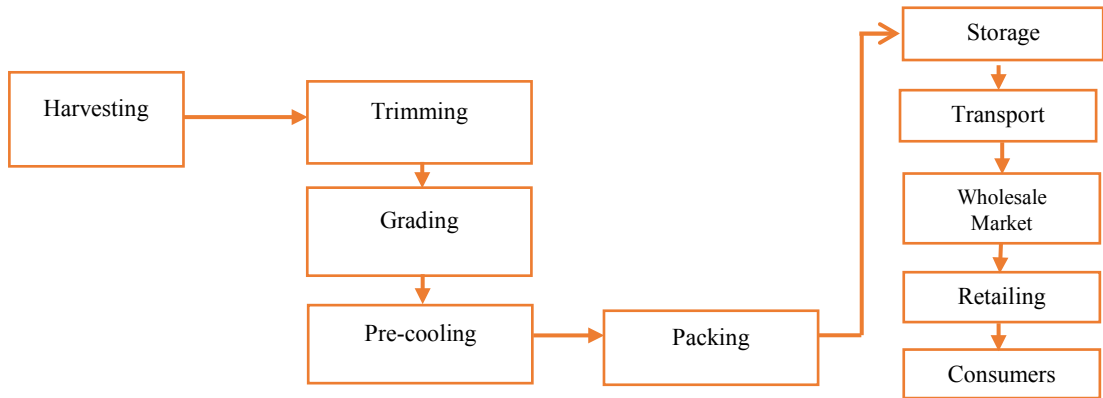 Harvesting
Trimming
Grading
Pre-cooling
Packing
Storage
Transport
Wholesale
Market
Retailing
Consumers